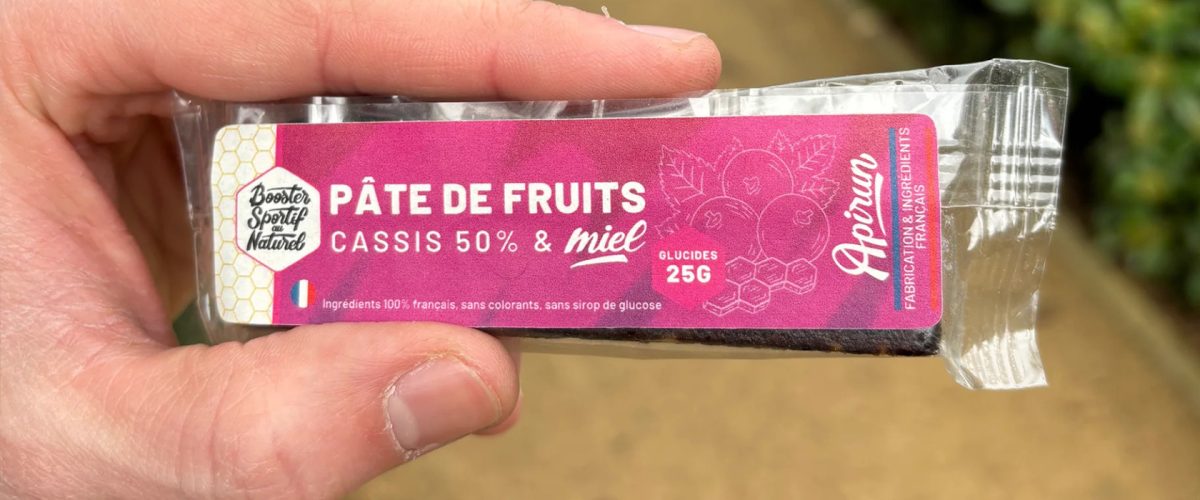 Booster
Sportif
au
Naturel
PÂTE DE FRUITS
CASSIS 50% & miel
GLUCIDES
25G
Ingrédients 100% français, sans colorants, sans sirop de glucose
Apirun
FABRICATION & INGRÉDIENTS
FRANÇAIS